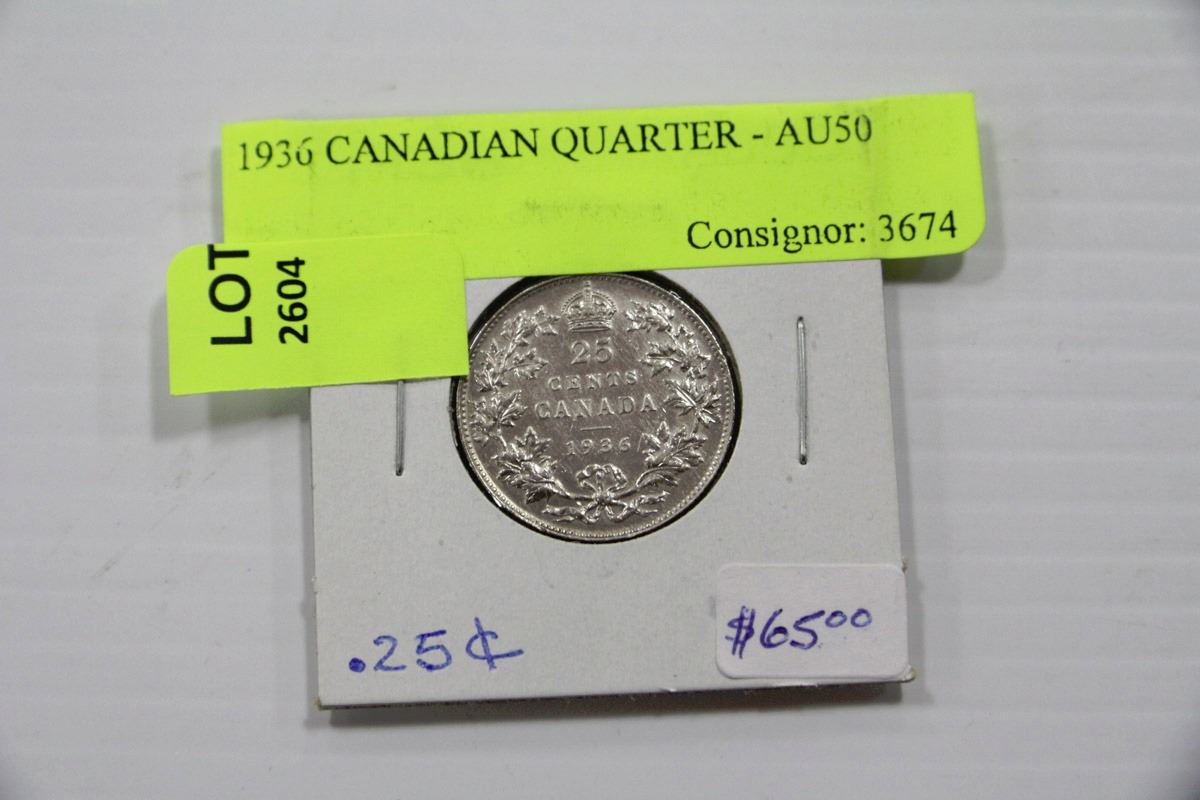 1936 CANADIAN QUARTER - AU50
Consignor: 3674
LOT
2604
25
CENTS
CANADA
1936
.25¢
$65.00